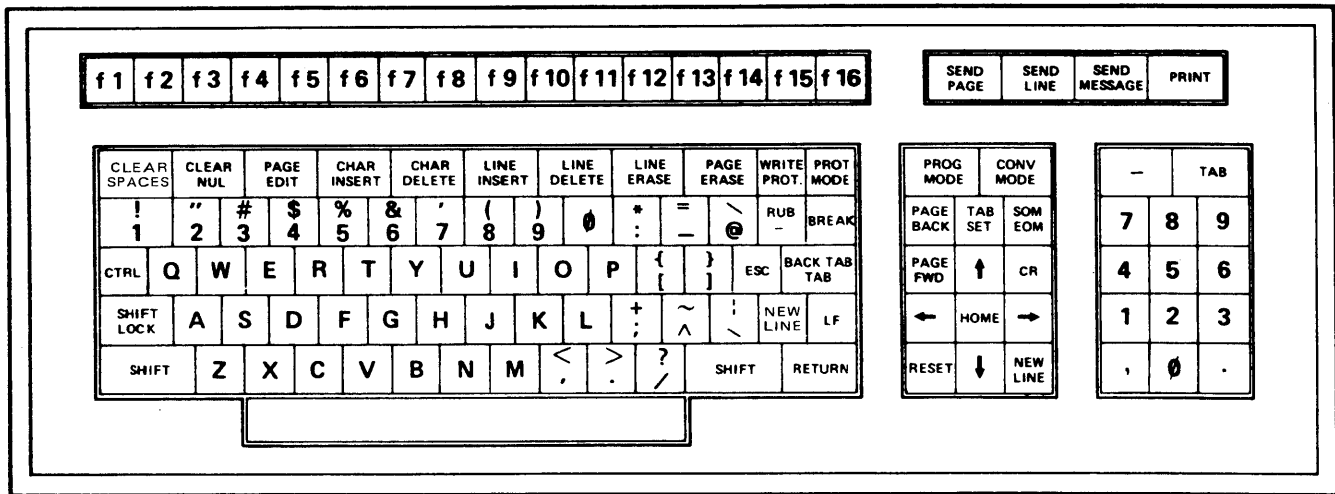 f1 f2 f3 f4 f5 f6 f7 f8 f9 f10 f11 f12 f13 f14 f15 f16
SEND PAGE SEND LINE SEND MESSAGE PRINT
CLEAR SPACES CLEAR NUL PAGE EDIT CHAR INSERT CHAR DELETE LINE INSERT LINE DELETE LINE ERASE PAGE ERASE WRITE PROT. PROT MODE
! 1 " 2 # 3 $ 4 % 5 & 6 ' 7 ( 8 ) 9 Ø * : = — \ @ RUB – BREAK
CTRL Q W E R T Y U I O P { [ } ] ESC BACK TAB TAB
SHIFT LOCK A S D F G H J K L + ; ~ ^ ¦ \ NEW LINE LF
SHIFT Z X C V B N M < , > . ? / SHIFT RETURN
PROG MODE CONV MODE
PAGE BACK TAB SET SOM EOM
PAGE FWD ↑ CR
← HOME →
RESET ↓ NEW LINE
– TAB
7 8 9
4 5 6
1 2 3
, Ø .